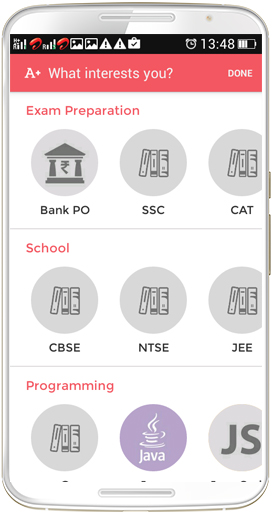 13:48
A+ What interests you? DONE
Exam Preparation
Bank PO SSC CAT
School
CBSE NTSE JEE
Programming
Java JS